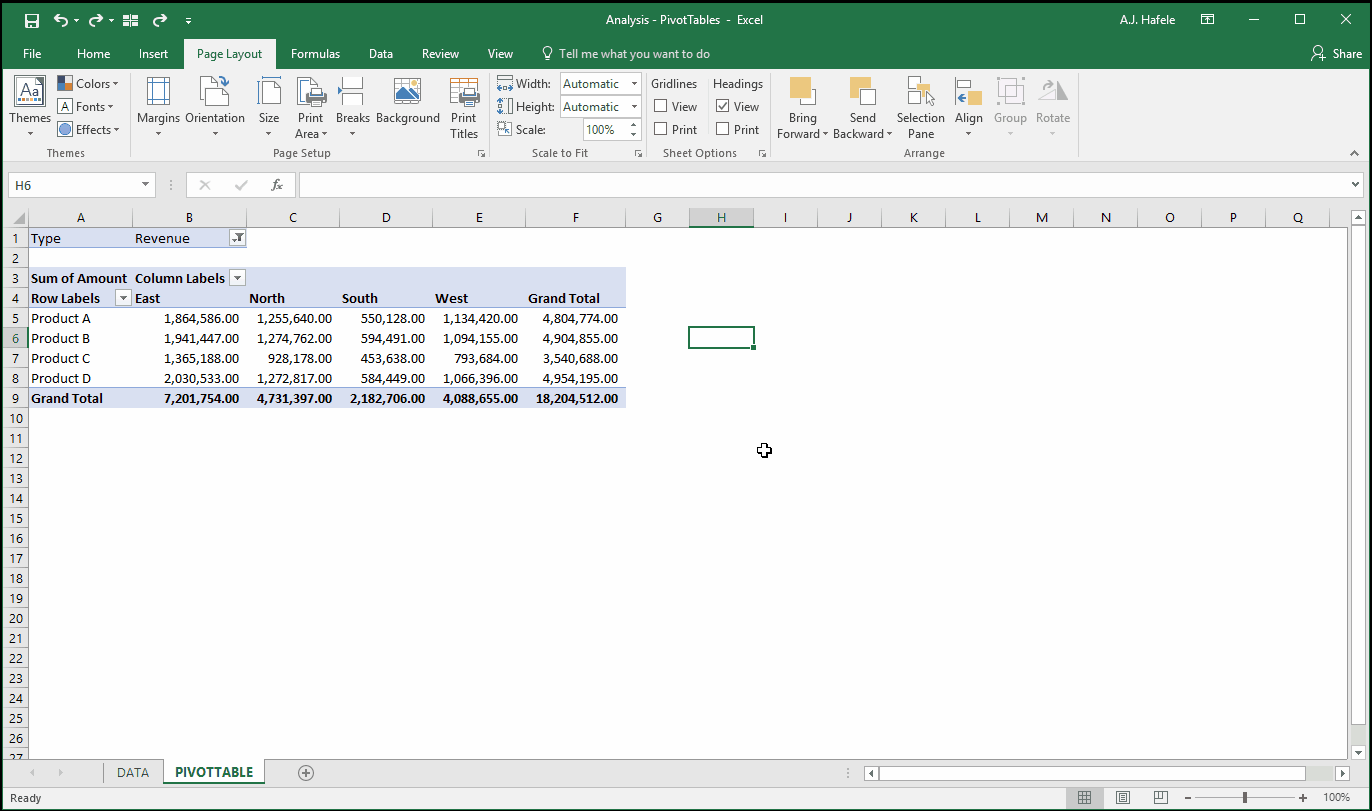 Analysis - PivotTables - Excel
A.J. Hafele
File Home Insert Page Layout Formulas Data Review View Tell me what you want to do Share
Aa Colors Width: Automatic Gridlines Headings
Themes A Fonts Margins Orientation Size Print Area Breaks Background Print Titles Height: Automatic View View Bring Forward Send Backward Selection Pane Align Group Rotate
Effects Scale: 100% Print Print
Themes Page Setup Scale to Fit Sheet Options Arrange
H6 fx
A B C D E F G H I J K L M N O P Q
1 Type Revenue
2
3 Sum of Amount Column Labels
4 Row Labels East North South West Grand Total
5 Product A 1,864,586.00 1,255,640.00 550,128.00 1,134,420.00 4,804,774.00
6 Product B 1,941,447.00 1,274,762.00 594,491.00 1,094,155.00 4,904,855.00
7 Product C 1,365,188.00 928,178.00 453,638.00 793,684.00 3,540,688.00
8 Product D 2,030,533.00 1,272,817.00 584,449.00 1,066,396.00 4,954,195.00
9 Grand Total 7,201,754.00 4,731,397.00 2,182,706.00 4,088,655.00 18,204,512.00
10
11
12
13
14
15
16
17
18
19
20
21
22
23
24
25
26
27
DATA PIVOTTABLE
Ready 100%